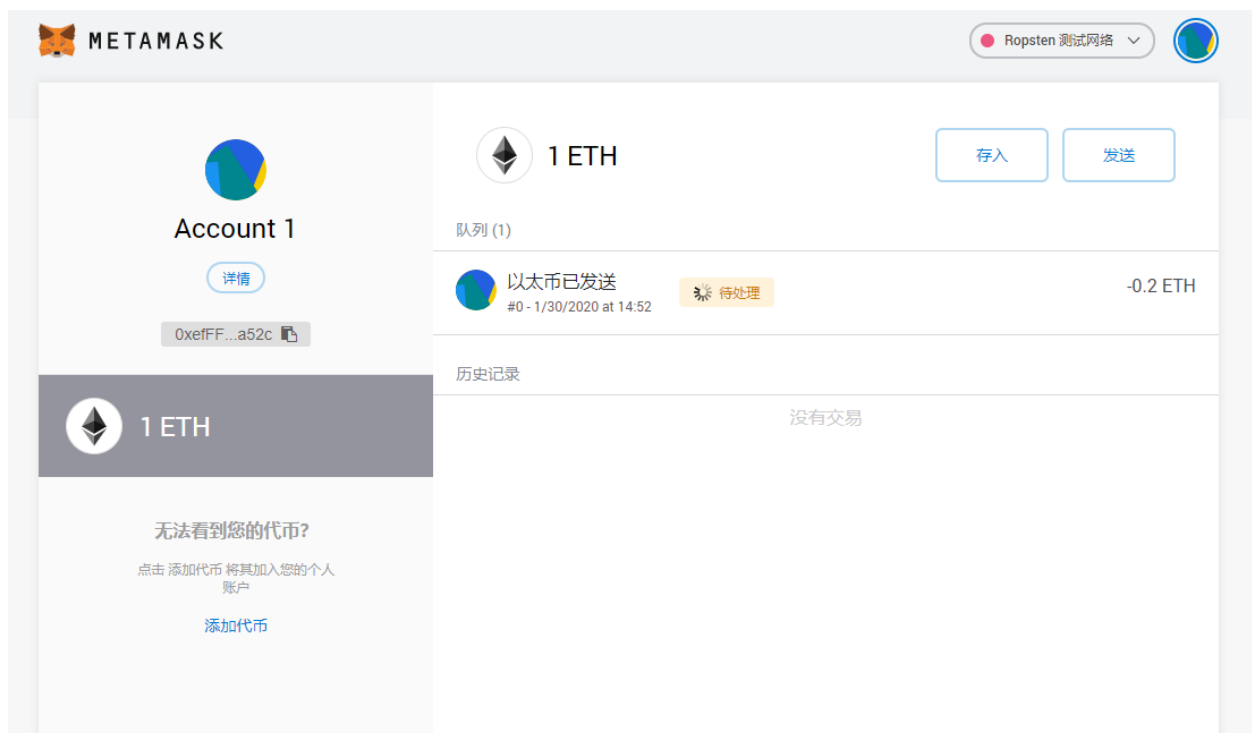 METAMASK
Ropsten 测试网络
Account 1
详情
0xefFF...a52c
1 ETH
无法看到您的代币?
点击 添加代币 将其加入您的个人
账户
添加代币
1 ETH
存入
发送
队列 (1)
以太币已发送
#0 - 1/30/2020 at 14:52
待处理
-0.2 ETH
历史记录
没有交易